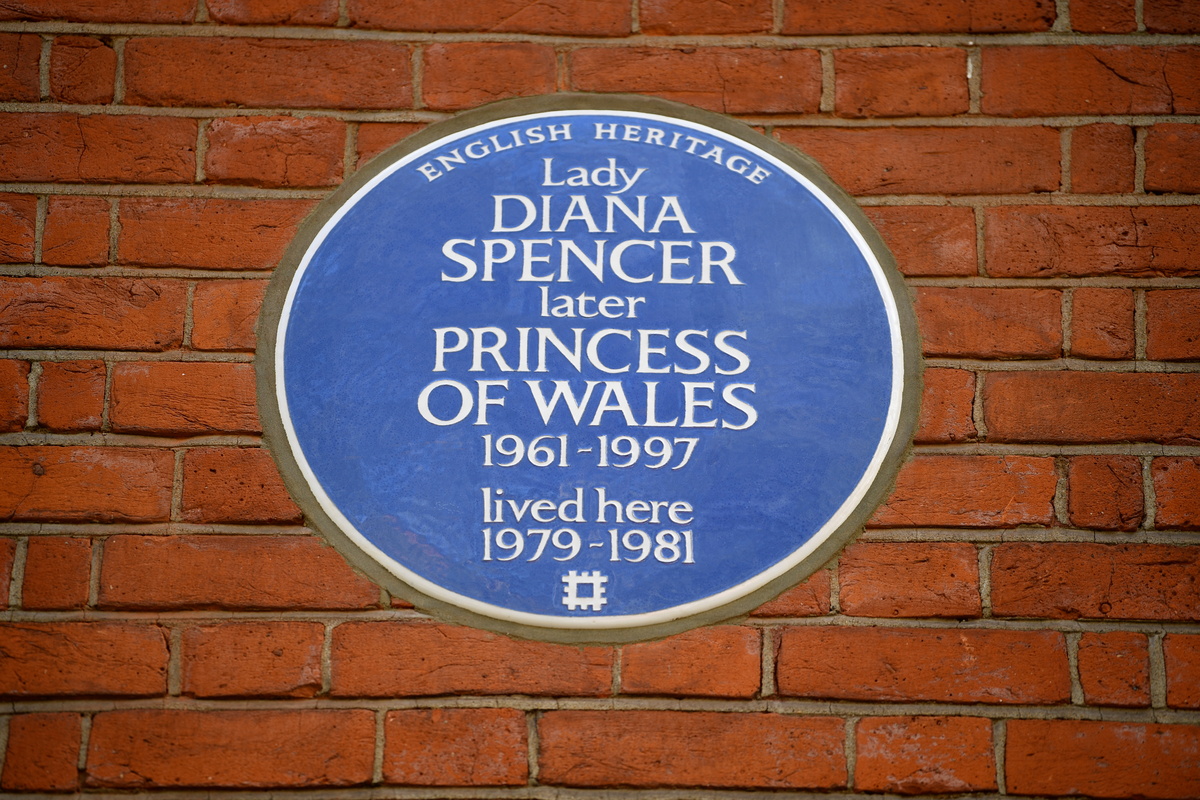 ENGLISH HERITAGE
Lady
DIANA
SPENCER
later
PRINCESS
OF WALES
1961-1997
lived here
1979-1981